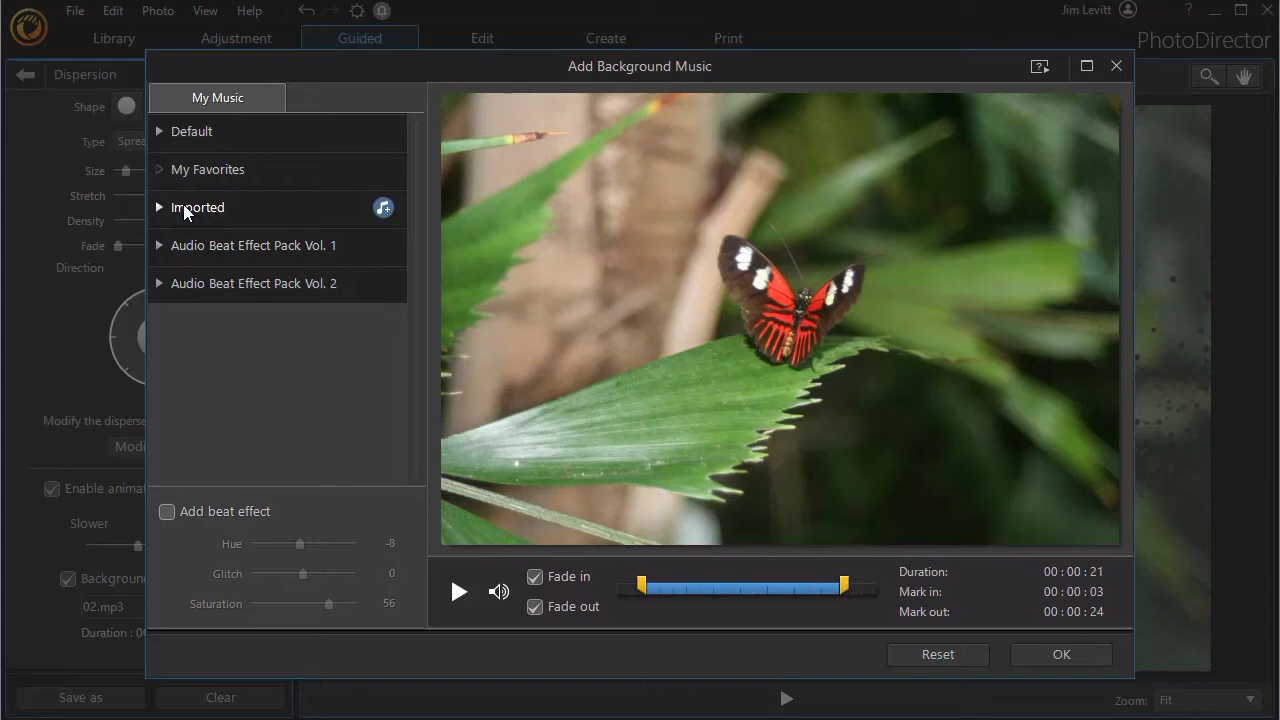 File Edit Photo View Help Jim Levitt ?
Library Adjustment Guided Edit Create Print PhotoDirector
Dispersion
Add Background Music
My Music
Shape
Default
Type
Size
My Favorites
Stretch
Imported
Density
Fade
Audio Beat Effect Pack Vol. 1
Direction
Audio Beat Effect Pack Vol. 2
Modify the disperse
Modi
Enable animat
Add beat effect
Slower
Hue -8
Glitch 0
Saturation 56
Background
02.mp3
Duration : 00
Fade in
Fade out
Duration: 00 : 00 : 21
Mark in: 00 : 00 : 03
Mark out: 00 : 00 : 24
Reset OK
Save as Clear
Zoom: Fit